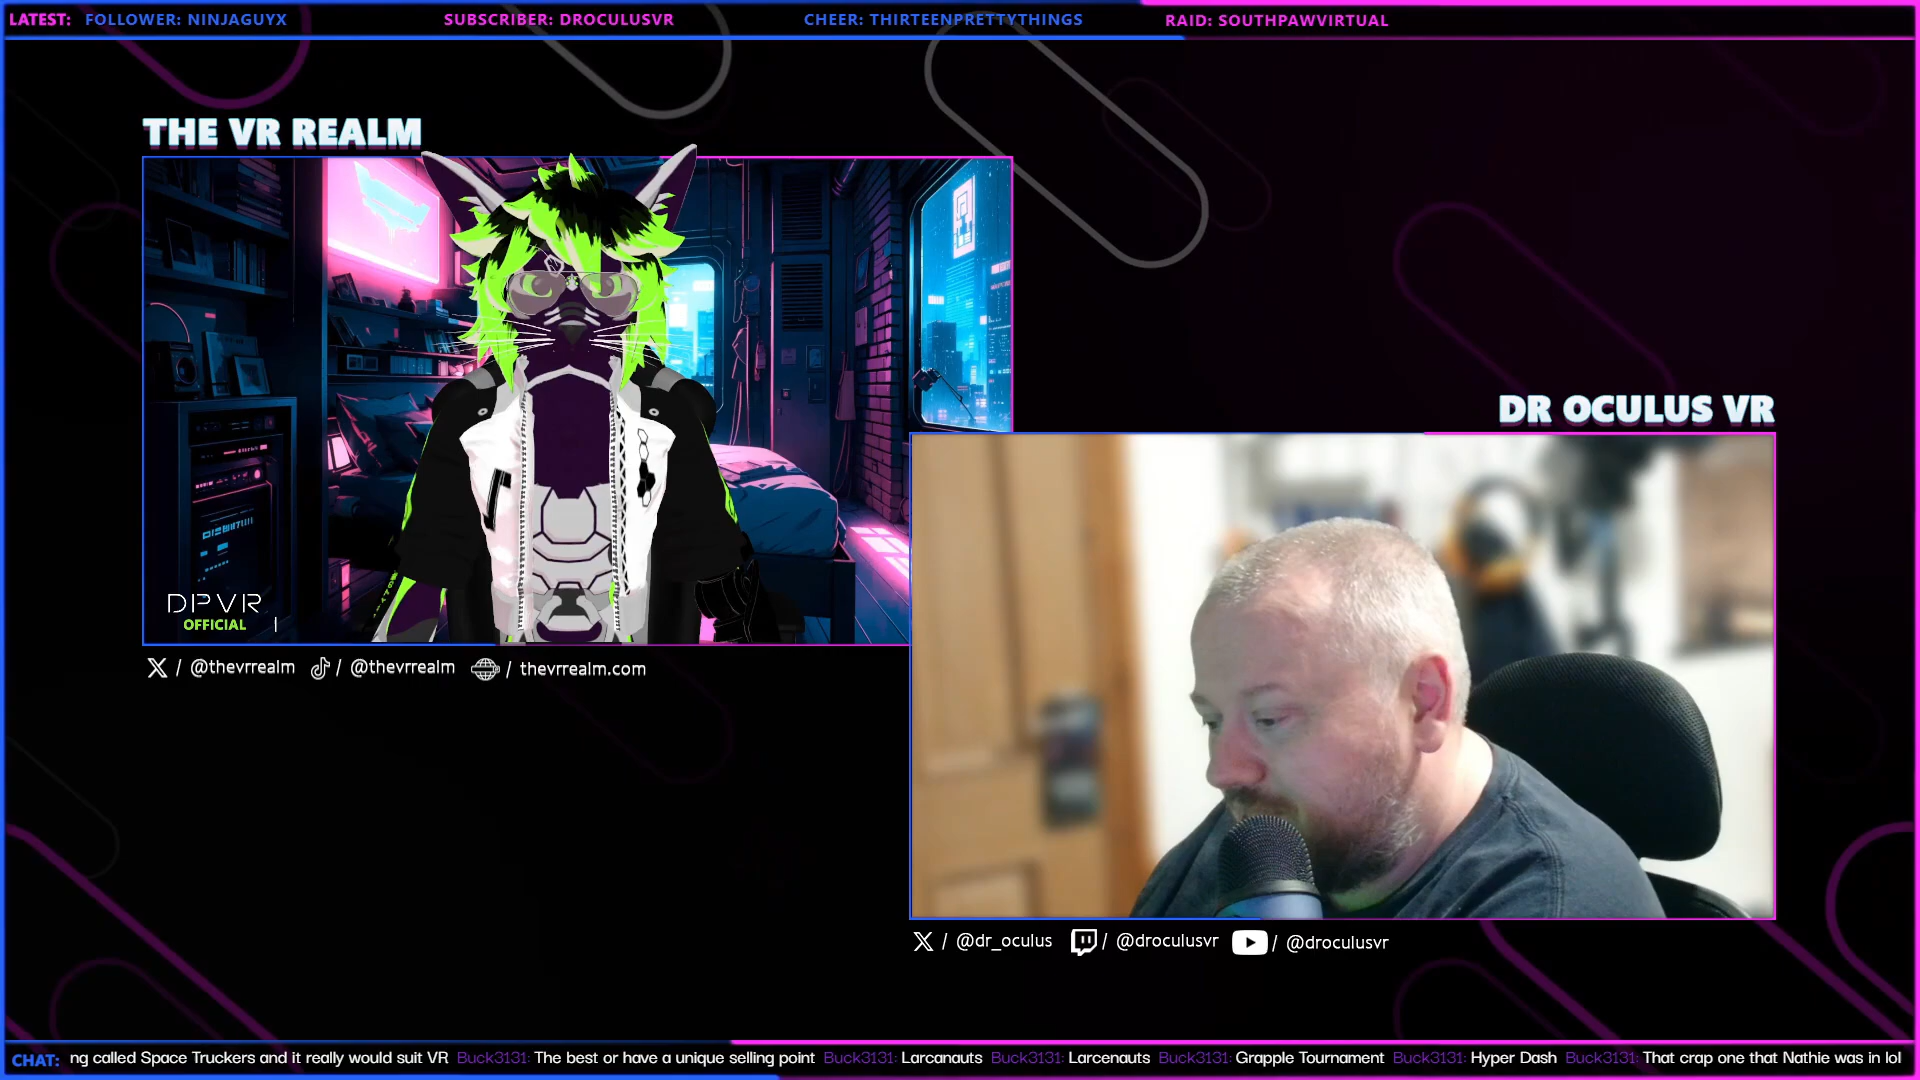 LATEST: FOLLOWER: NINJAGUYX SUBSCRIBER: DROCULUSVR CHEER: THIRTEENPRETTYTHINGS RAID: SOUTHPAWVIRTUAL
THE VR REALM
DPVR
OFFICIAL
/ @thevrrealm / @thevrrealm / thevrrealm.com
DR OCULUS VR
/ @dr_oculus / @droculusvr / @droculusvr
CHAT: ng called Space Truckers and it really would suit VR Buck3131: The best or have a unique selling point Buck3131: Larcanauts Buck3131: Larcenauts Buck3131: Grapple Tournament Buck3131: Hyper Dash Buck3131: That crap one that Nathie was in lol